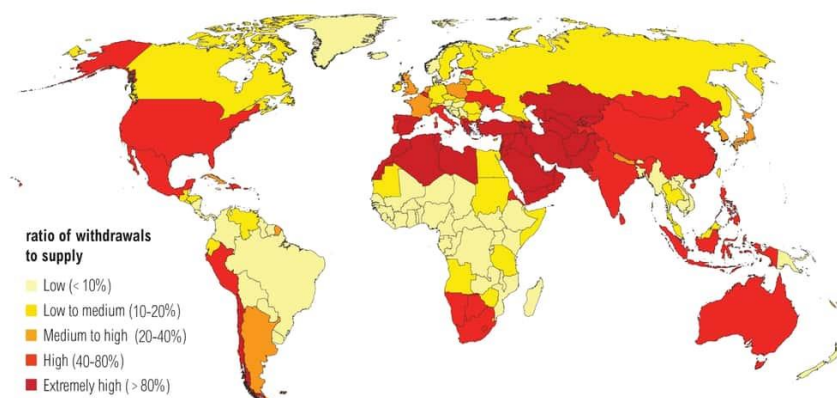 ratio of withdrawals
to supply
Low (< 10%)
Low to medium (10-20%)
Medium to high (20-40%)
High (40-80%)
Extremely high (> 80%)